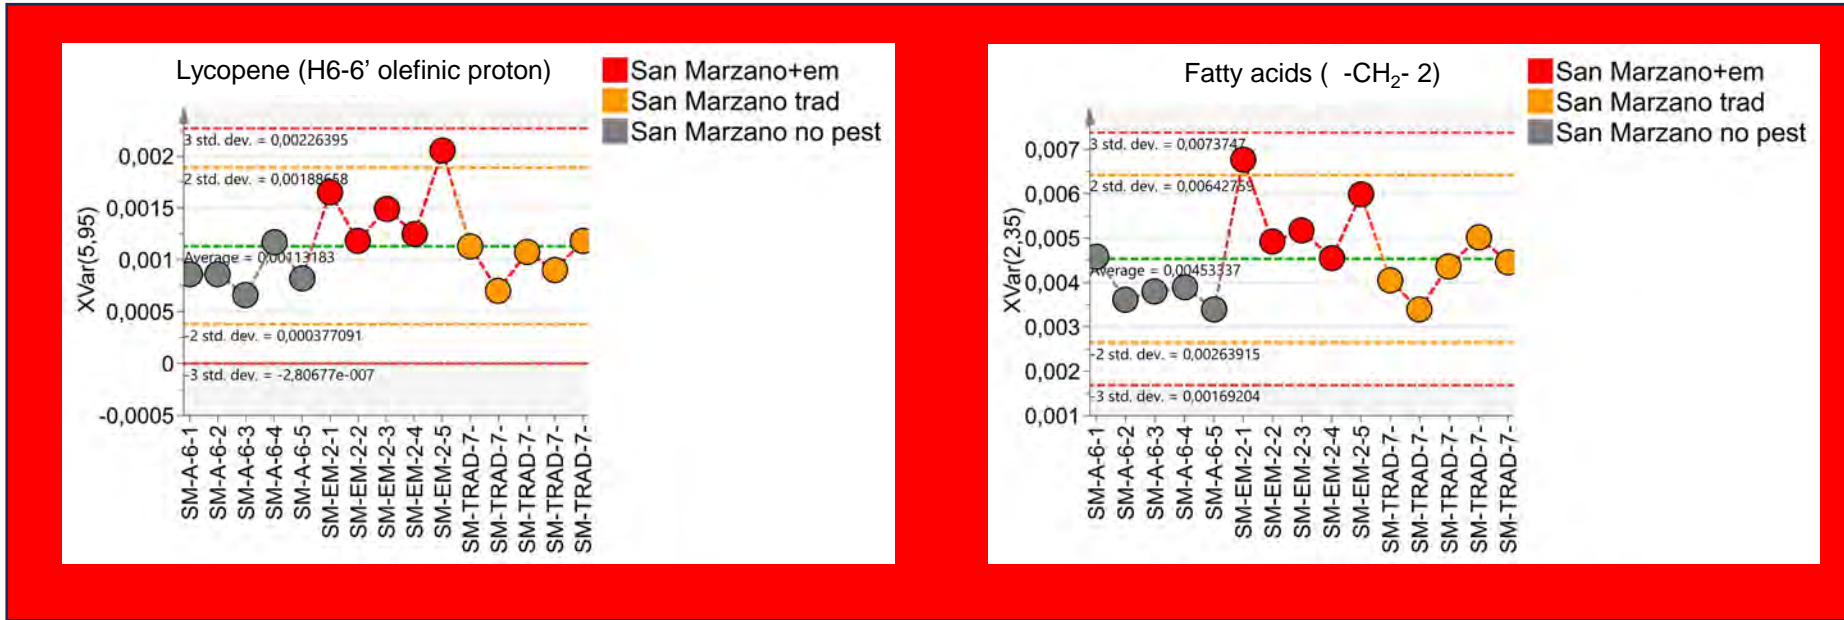 Lycopene (H6-6’ olefinic proton)
San Marzano+em
San Marzano trad
San Marzano no pest
XVar(5,95)
0,002
0,0015
0,001
0,0005
0
-0,0005
3 std. dev. = 0,00226395
2 std. dev. = 0,00188658
Average = 0,00113183
-2 std. dev. = 0,000377091
-3 std. dev. = -2,80677e-007
SM-A-6-1
SM-A-6-2
SM-A-6-3
SM-A-6-4
SM-A-6-5
SM-EM-2-1
SM-EM-2-2
SM-EM-2-3
SM-EM-2-4
SM-EM-2-5
SM-TRAD-7-
SM-TRAD-7-
SM-TRAD-7-
SM-TRAD-7-
SM-TRAD-7-
Fatty acids ( -CH₂- 2)
San Marzano+em
San Marzano trad
San Marzano no pest
XVar(2,35)
0,007
0,006
0,005
0,004
0,003
0,002
0,001
3 std. dev. = 0,0073747
2 std. dev. = 0,00642759
Average = 0,00453337
-2 std. dev. = 0,00263915
-3 std. dev. = 0,00169204
SM-A-6-1
SM-A-6-2
SM-A-6-3
SM-A-6-4
SM-A-6-5
SM-EM-2-1
SM-EM-2-2
SM-EM-2-3
SM-EM-2-4
SM-EM-2-5
SM-TRAD-7-
SM-TRAD-7-
SM-TRAD-7-
SM-TRAD-7-
SM-TRAD-7-